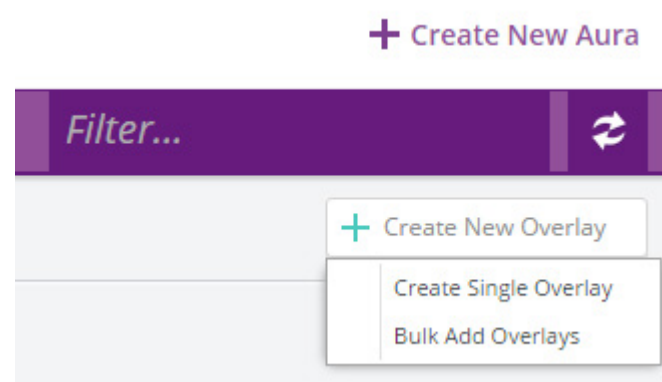 Create New Aura
Filter...
Create New Overlay
Create Single Overlay
Bulk Add Overlays